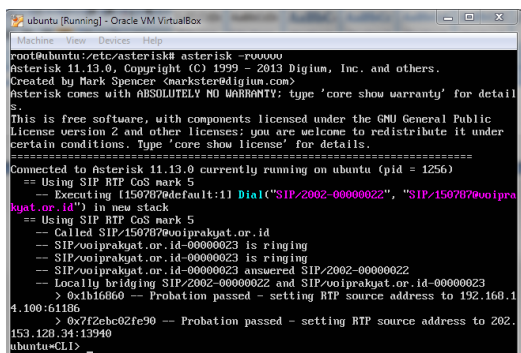 ubuntu [Running] - Oracle VM VirtualBox
Machine View Devices Help
root@ubuntu:/etc/asterisk# asterisk -rvvvvv
Asterisk 11.13.0, Copyright (C) 1999 - 2013 Digium, Inc. and others.
Created by Mark Spencer <markster@digium.com>
Asterisk comes with ABSOLUTELY NO WARRANTY; type 'core show warranty' for detail
s.
This is free software, with components licensed under the GNU General Public
License version 2 and other licenses; you are welcome to redistribute it under
certain conditions. Type 'core show license' for details.
=========================================================================
Connected to Asterisk 11.13.0 currently running on ubuntu (pid = 1256)
== Using SIP RTP CoS mark 5
-- Executing [150787@default:1] Dial("SIP/2002-00000022", "SIP/150787@voipra
kyat.or.id") in new stack
== Using SIP RTP CoS mark 5
-- Called SIP/150787@voiprakyat.or.id
-- SIP/voiprakyat.or.id-00000023 is ringing
-- SIP/voiprakyat.or.id-00000023 is ringing
-- SIP/voiprakyat.or.id-00000023 answered SIP/2002-00000022
-- Locally bridging SIP/2002-00000022 and SIP/voiprakyat.or.id-00000023
> 0x1b16860 -- Probation passed - setting RTP source address to 192.168.1
4.100:61186
> 0x7f2ebc02fe90 -- Probation passed - setting RTP source address to 202.
153.128.34:13940
ubuntu*CLI> _